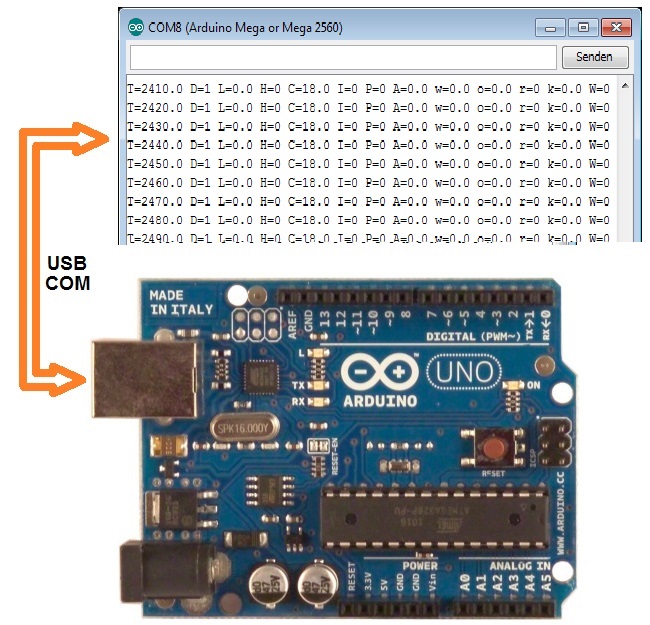 COM8 (Arduino Mega or Mega 2560)
Senden
T=2410.0 D=1 L=0.0 H=0 C=18.0 I=0 P=0 A=0.0 w=0.0 o=0.0 r=0 k=0.0 W=0
T=2420.0 D=1 L=0.0 H=0 C=18.0 I=0 P=0 A=0.0 w=0.0 o=0.0 r=0 k=0.0 W=0
T=2430.0 D=1 L=0.0 H=0 C=18.0 I=0 P=0 A=0.0 w=0.0 o=0.0 r=0 k=0.0 W=0
T=2440.0 D=1 L=0.0 H=0 C=18.0 I=0 P=0 A=0.0 w=0.0 o=0.0 r=0 k=0.0 W=0
T=2450.0 D=1 L=0.0 H=0 C=18.0 I=0 P=0 A=0.0 w=0.0 o=0.0 r=0 k=0.0 W=0
T=2460.0 D=1 L=0.0 H=0 C=18.0 I=0 P=0 A=0.0 w=0.0 o=0.0 r=0 k=0.0 W=0
T=2470.0 D=1 L=0.0 H=0 C=18.0 I=0 P=0 A=0.0 w=0.0 o=0.0 r=0 k=0.0 W=0
T=2480.0 D=1 L=0.0 H=0 C=18.0 I=0 P=0 A=0.0 w=0.0 o=0.0 r=0 k=0.0 W=0
T=2490.0 D=1 L=0.0 H=0 C=18.0 I=0 P=0 A=0.0 w=0.0 o=0.0 r=0 k=0.0 W=0
USB
COM
MADE
IN ITALY
AREF
GND
13
12
~11
~10
~9
8
7
~6
~5
4
~3
2
TX→1
RX←0
DIGITAL (PWM~)
L
TX
RX
ARDUINO
UNO
ON
SPK16.000Y
RESET-EN
RESET
ICSP
ATMEGA328P-PU
WWW.ARDUINO.CC
POWER
ANALOG IN
RESET
3.3V
5V
GND
GND
Vin
A0
A1
A2
A3
A4
A5
47
25V
47
25V